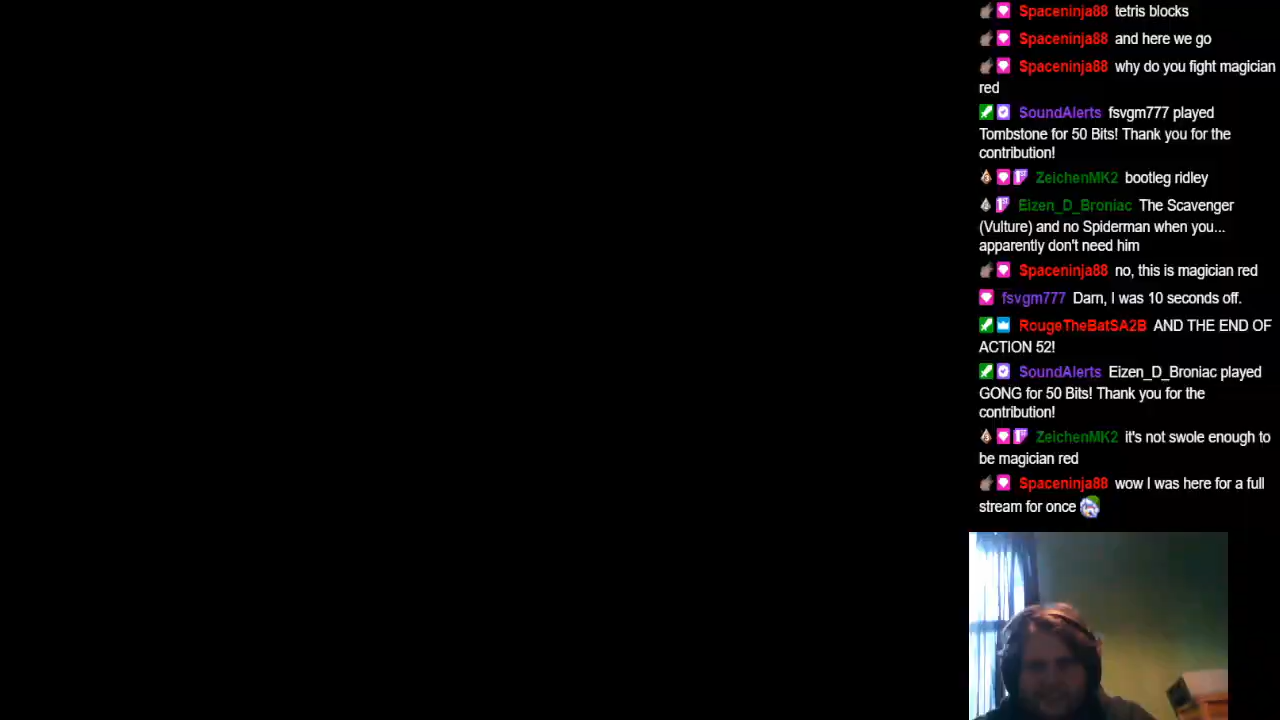 Spaceninja88 tetris blocks
Spaceninja88 and here we go
Spaceninja88 why do you fight magician
red
SoundAlerts fsvgm777 played
Tombstone for 50 Bits! Thank you for the
contribution!
ZeichenMK2 bootleg ridley
Eizen_D_Broniac The Scavenger
(Vulture) and no Spiderman when you...
apparently don't need him
Spaceninja88 no, this is magician red
fsvgm777 Darn, I was 10 seconds off.
RougeTheBatSA2B AND THE END OF
ACTION 52!
SoundAlerts Eizen_D_Broniac played
GONG for 50 Bits! Thank you for the
contribution!
ZeichenMK2 it's not swole enough to
be magician red
Spaceninja88 wow I was here for a full
stream for once